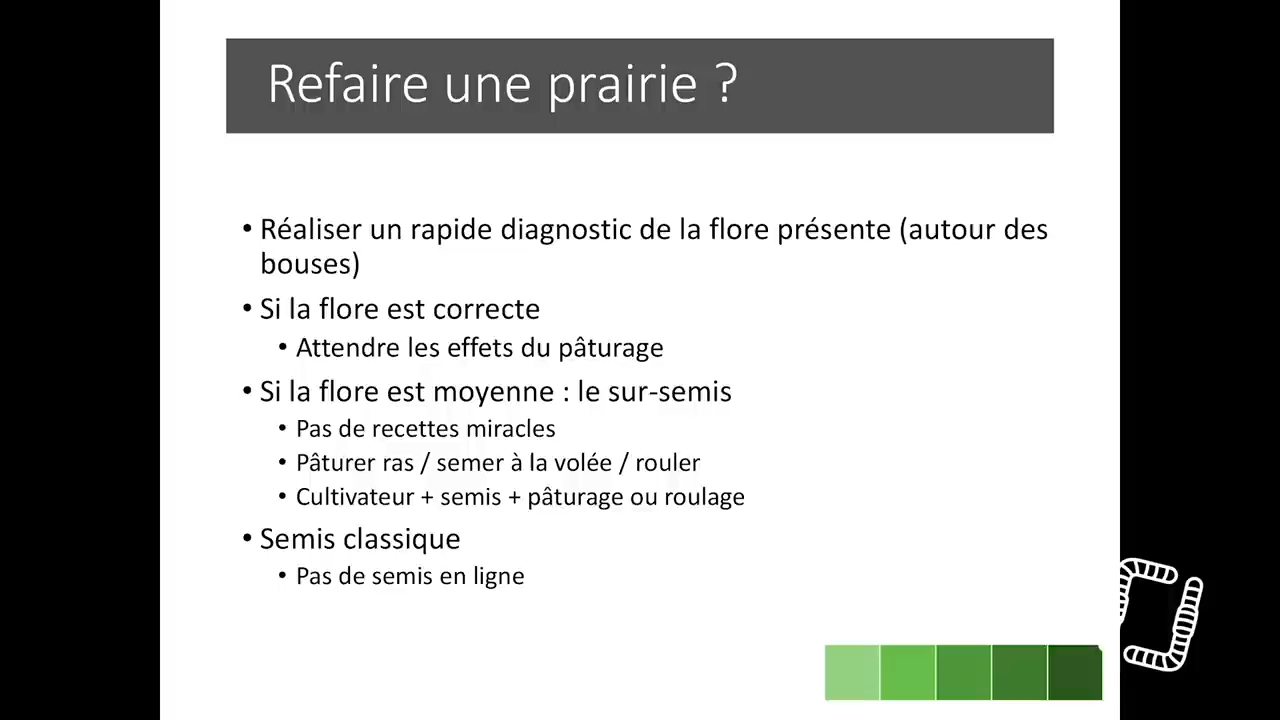 Refaire une prairie ?
• Réaliser un rapide diagnostic de la flore présente (autour des
bouses)
• Si la flore est correcte
• Attendre les effets du pâturage
• Si la flore est moyenne : le sur-semis
• Pas de recettes miracles
• Pâturer ras / semer à la volée / rouler
• Cultivateur + semis + pâturage ou roulage
• Semis classique
• Pas de semis en ligne